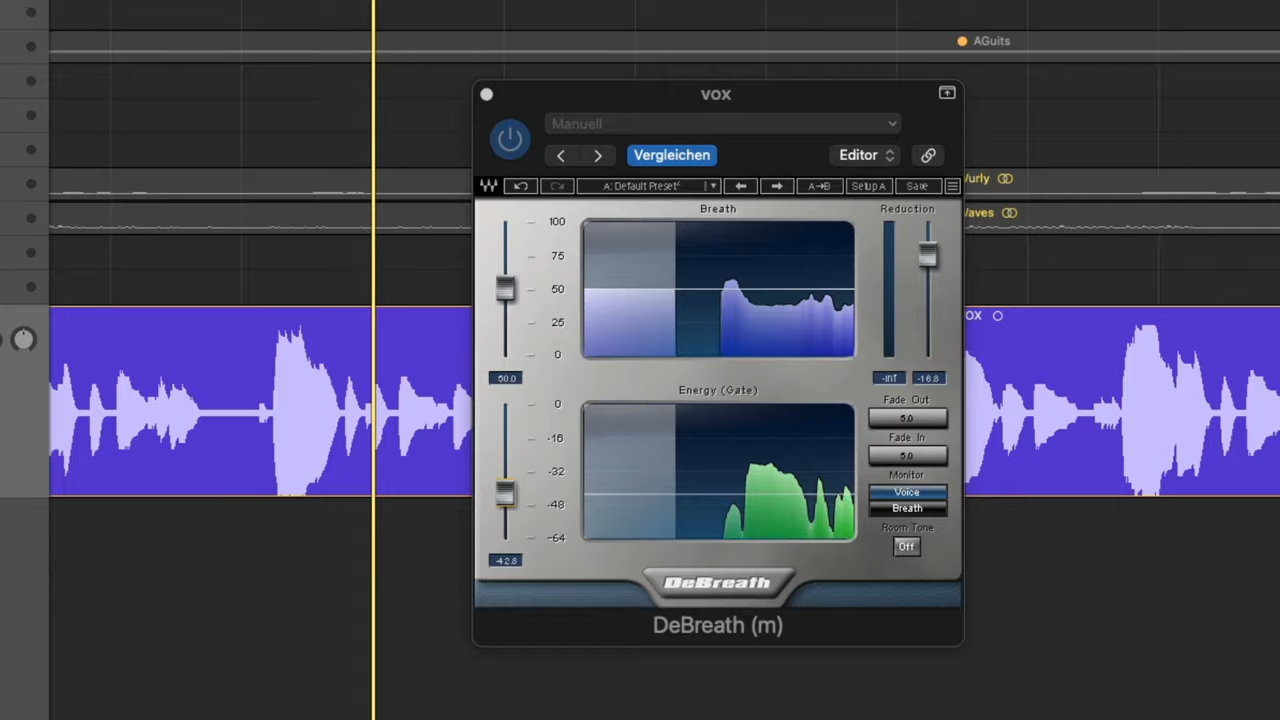 AGuits
vox
Manuell
Vergleichen
Editor
A: Default Preset*
A→B
Setup A
Save
Breath
Reduction
100
75
50
25
0
50.0
-inf
-16.8
Energy (Gate)
0
-16
-32
-48
-64
-42.8
Fade Out
5.0
Fade In
5.0
Monitor
Voice
Breath
Room Tone
Off
DeBreath
DeBreath (m)
urly
aves
ox